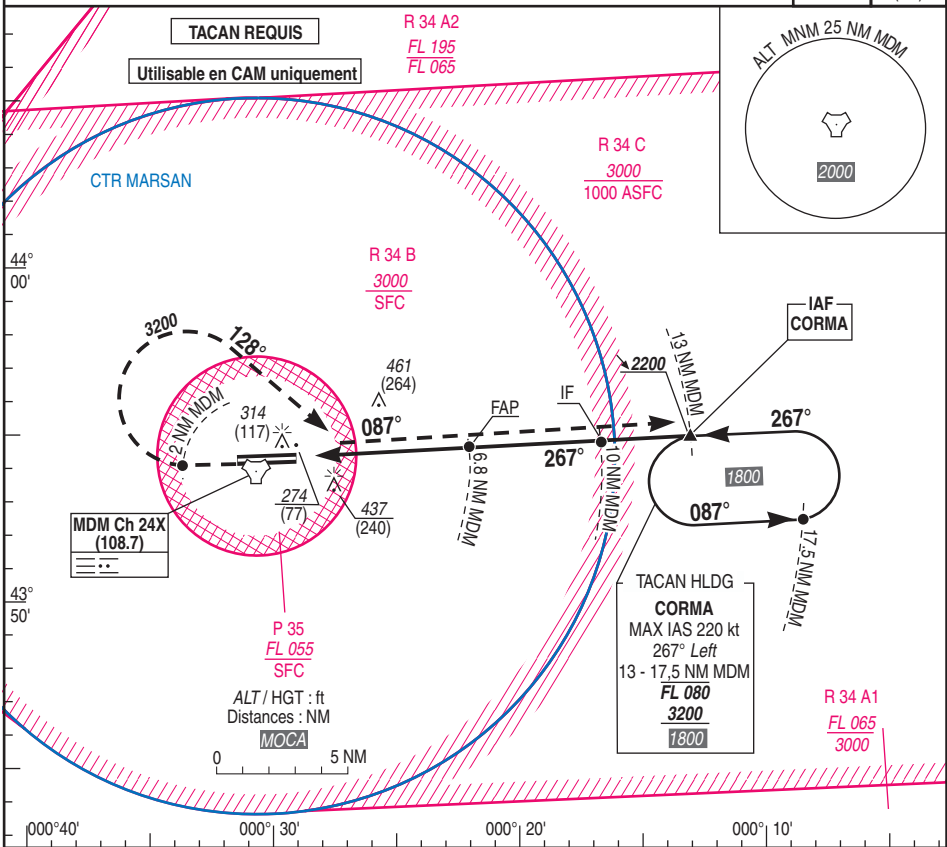 TACAN REQUIS
Utilisable en CAM uniquement
R 34 A2
FL 195
FL 065
ALT MNM 25 NM MDM
2000
R 34 C
3000
1000 ASFC
CTR MARSAN
R 34 B
3000
SFC
44°
00'
IAF
CORMA
3200
128°
2200
13 NM MDM
461
(264)
2 NM MDM
314
(117)
087°
FAP
IF
267°
267°
6.8 NM MDM
10 NM MDM
1800
087°
17,5 NM MDM
274
(77)
437
(240)
MDM Ch 24X
(108.7)
TACAN HLDG
CORMA
MAX IAS 220 kt
267° Left
13 - 17,5 NM MDM
FL 080
3200
1800
43°
50'
P 35
FL 055
SFC
ALT / HGT : ft
Distances : NM
MOCA
0 5 NM
R 34 A1
FL 065
3000
000°40' 000°30' 000°20' 000°10'